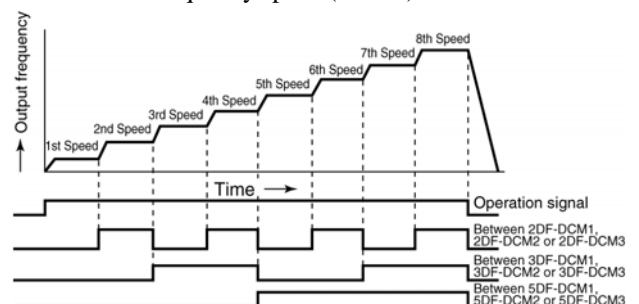 8th Speed
7th Speed
6th Speed
5th Speed
4th Speed
3rd Speed
2nd Speed
1st Speed
Output frequency
Time
Operation signal
Between 2DF-DCM1,
2DF-DCM2 or 2DF-DCM3
Between 3DF-DCM1,
3DF-DCM2 or 3DF-DCM3
Between 5DF-DCM1,
5DF-DCM2 or 5DF-DCM3